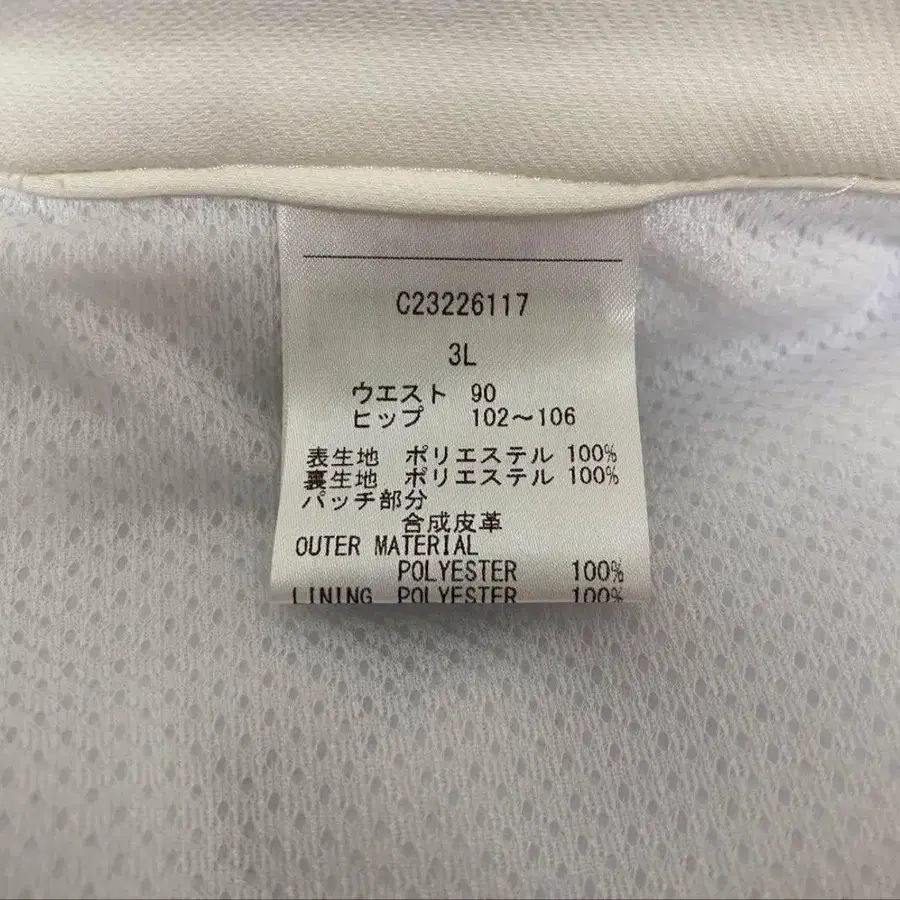 C23226117
3L
ウエスト 90
ヒップ 102～106
表生地 ポリエステル 100%
裏生地 ポリエステル 100%
パッチ部分
合成皮革
OUTER MATERIAL
POLYESTER 100%
LINING POLYESTER 100%